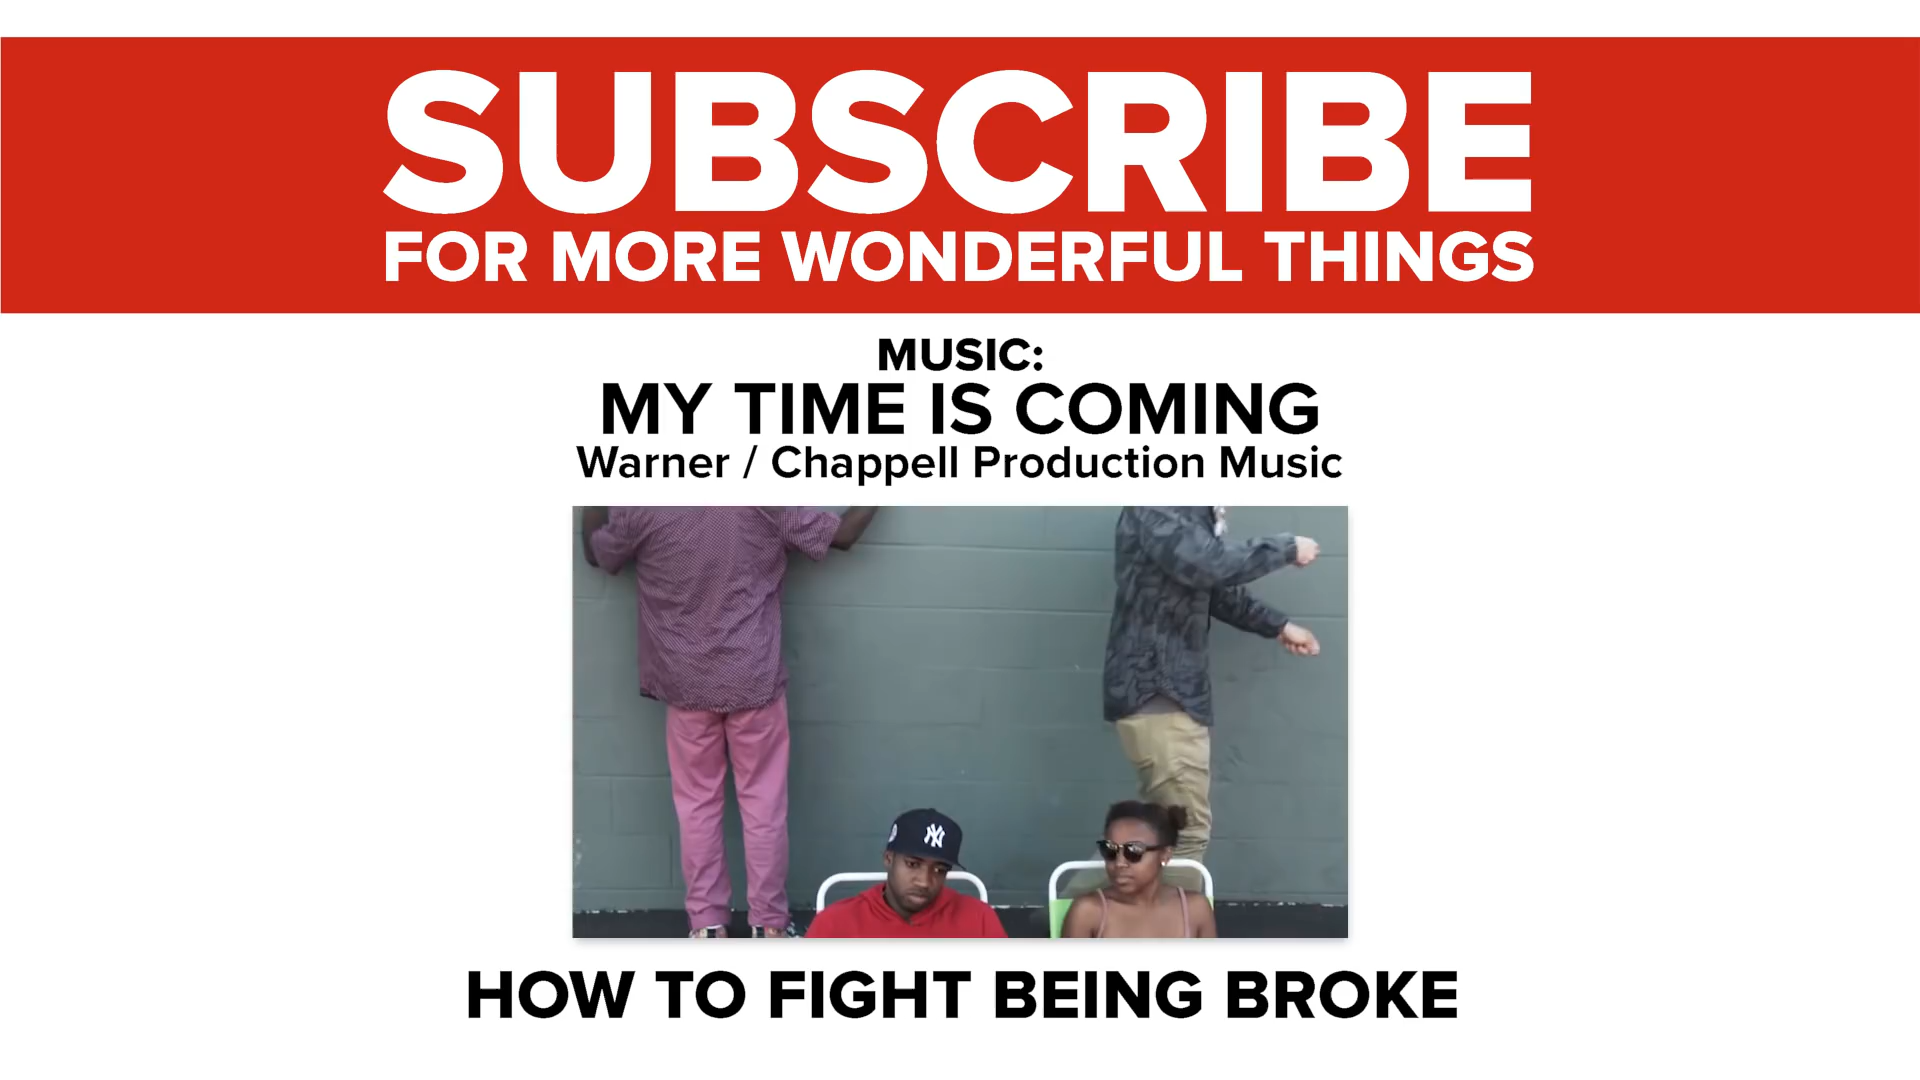 SUBSCRIBE
FOR MORE WONDERFUL THINGS
MUSIC:
MY TIME IS COMING
Warner / Chappell Production Music
NY
HOW TO FIGHT BEING BROKE